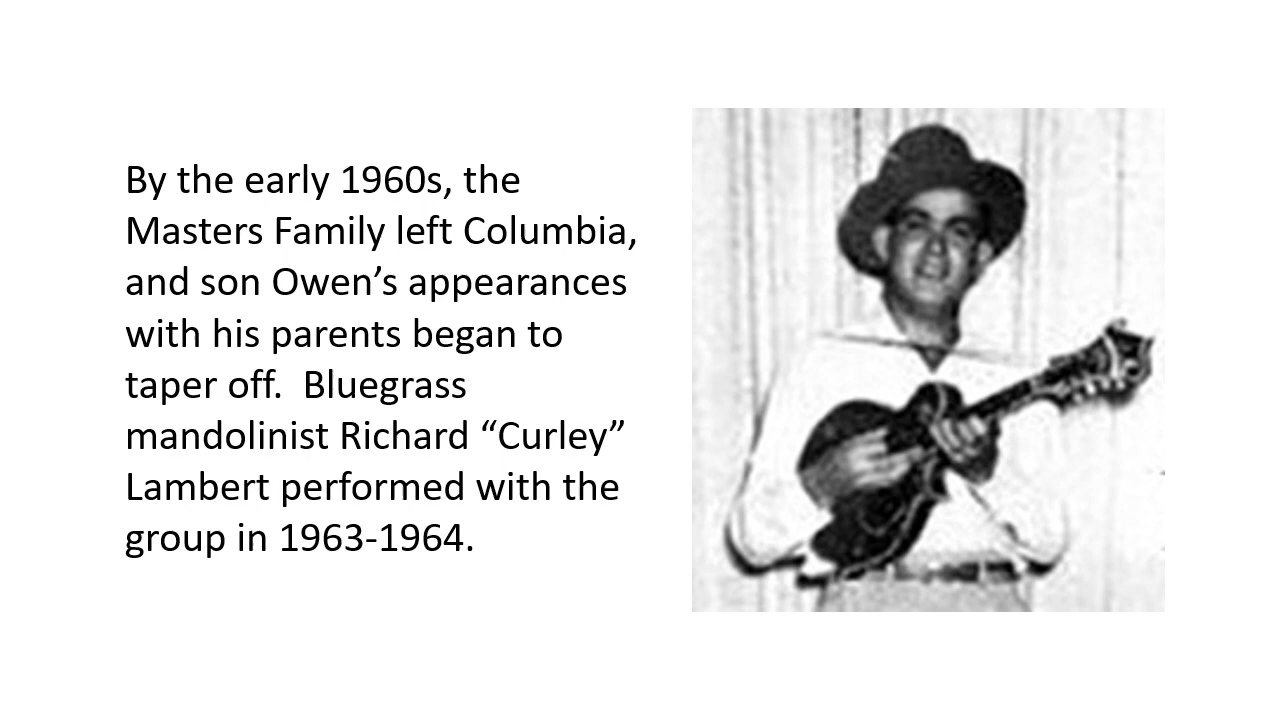 By the early 1960s, the
Masters Family left Columbia,
and son Owen’s appearances
with his parents began to
taper off.  Bluegrass
mandolinist Richard “Curley”
Lambert performed with the
group in 1963-1964.